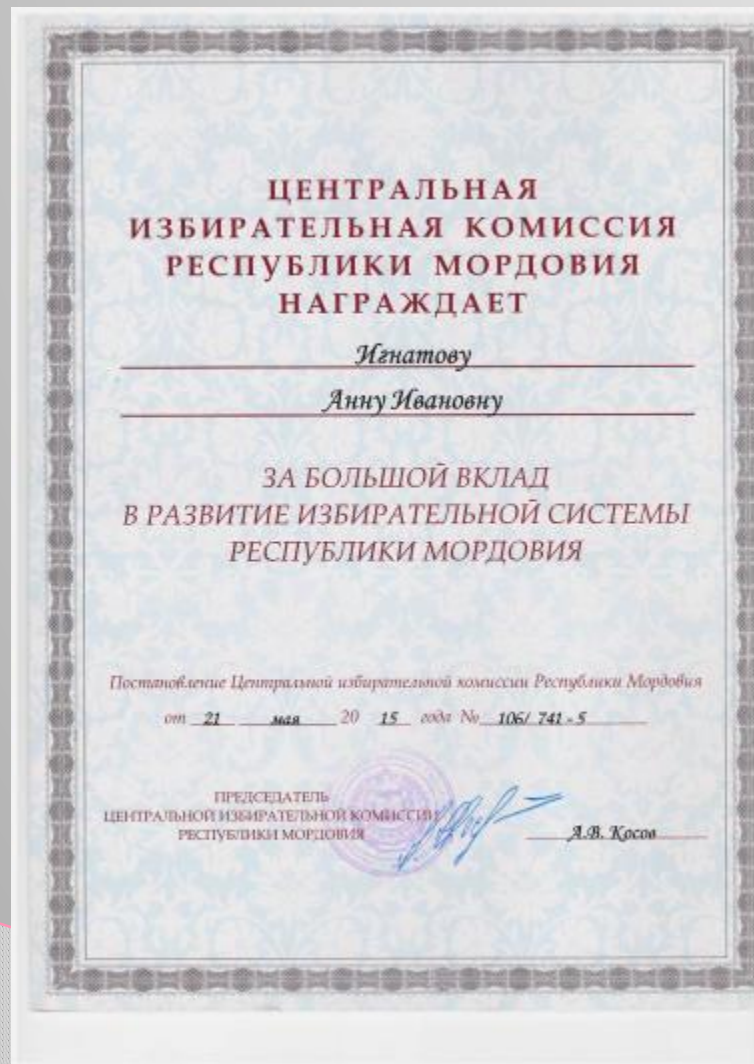 ЦЕНТРАЛЬНАЯ
ИЗБИРАТЕЛЬНАЯ КОМИССИЯ
РЕСПУБЛИКИ МОРДОВИЯ
НАГРАЖДАЕТ
Игнатову
Анну Ивановну
ЗА БОЛЬШОЙ ВКЛАД
В РАЗВИТИЕ ИЗБИРАТЕЛЬНОЙ СИСТЕМЫ
РЕСПУБЛИКИ МОРДОВИЯ
Постановление Центральной избирательной комиссии Республики Мордовия
от 21 мая 20 15 года № 106/ 741 - 5
ПРЕДСЕДАТЕЛЬ
ЦЕНТРАЛЬНОЙ ИЗБИРАТЕЛЬНОЙ КОМИССИИ
РЕСПУБЛИКИ МОРДОВИЯ
А.В. Косов